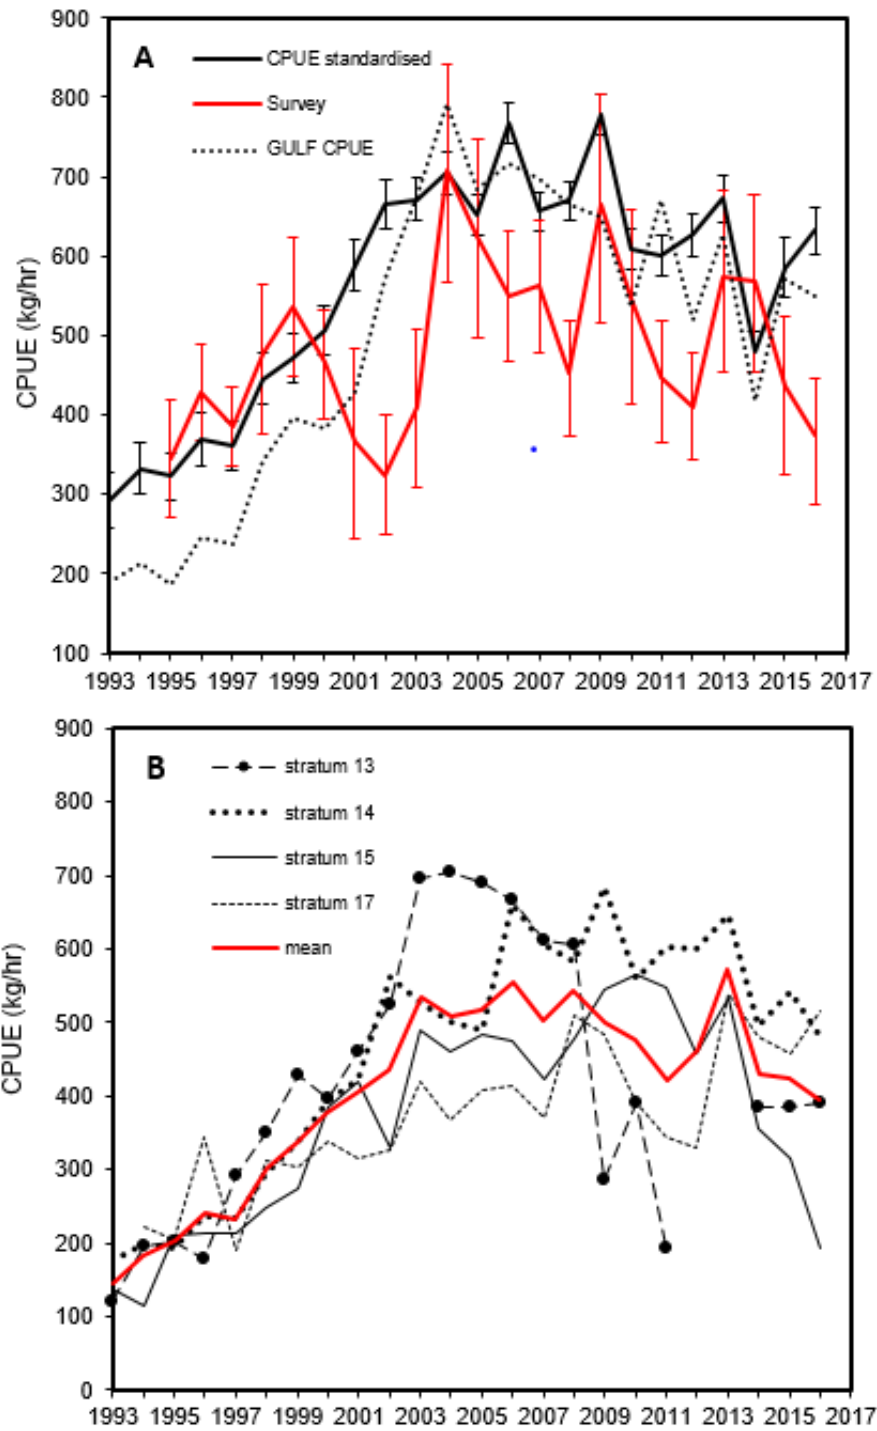 900
800
700
600
500
400
300
200
100
CPUE (kg/hr)
A
CPUE standardised
Survey
GULF CPUE
1993 1995 1997 1999 2001 2003 2005 2007 2009 2011 2013 2015 2017
900
800
700
600
500
400
300
200
100
0
CPUE (kg/hr)
B
stratum 13
stratum 14
stratum 15
stratum 17
mean
1993 1995 1997 1999 2001 2003 2005 2007 2009 2011 2013 2015 2017